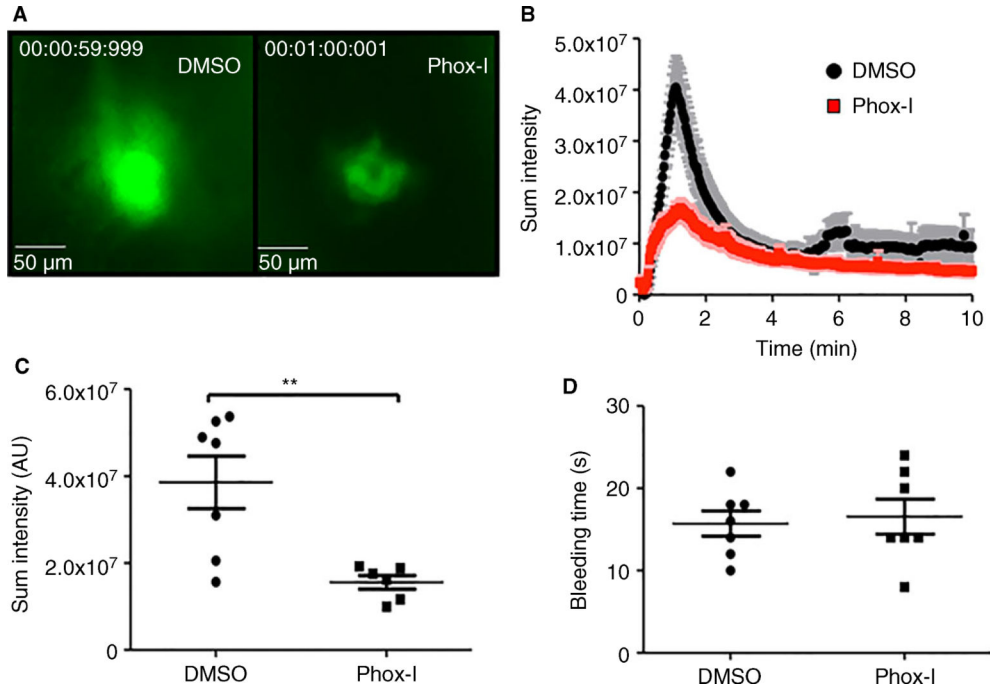 A
00:00:59:999
DMSO
50 µm
00:01:00:001
Phox-I
50 µm
B
Sum intensity
5.0x10⁷
4.0x10⁷
3.0x10⁷
2.0x10⁷
1.0x10⁷
0
DMSO
Phox-I
0 2 4 6 8 10
Time (min)
C
Sum intensity (AU)
6.0x10⁷
4.0x10⁷
2.0x10⁷
0
**
DMSO Phox-I
D
Bleeding time (s)
30
20
10
0
DMSO Phox-I